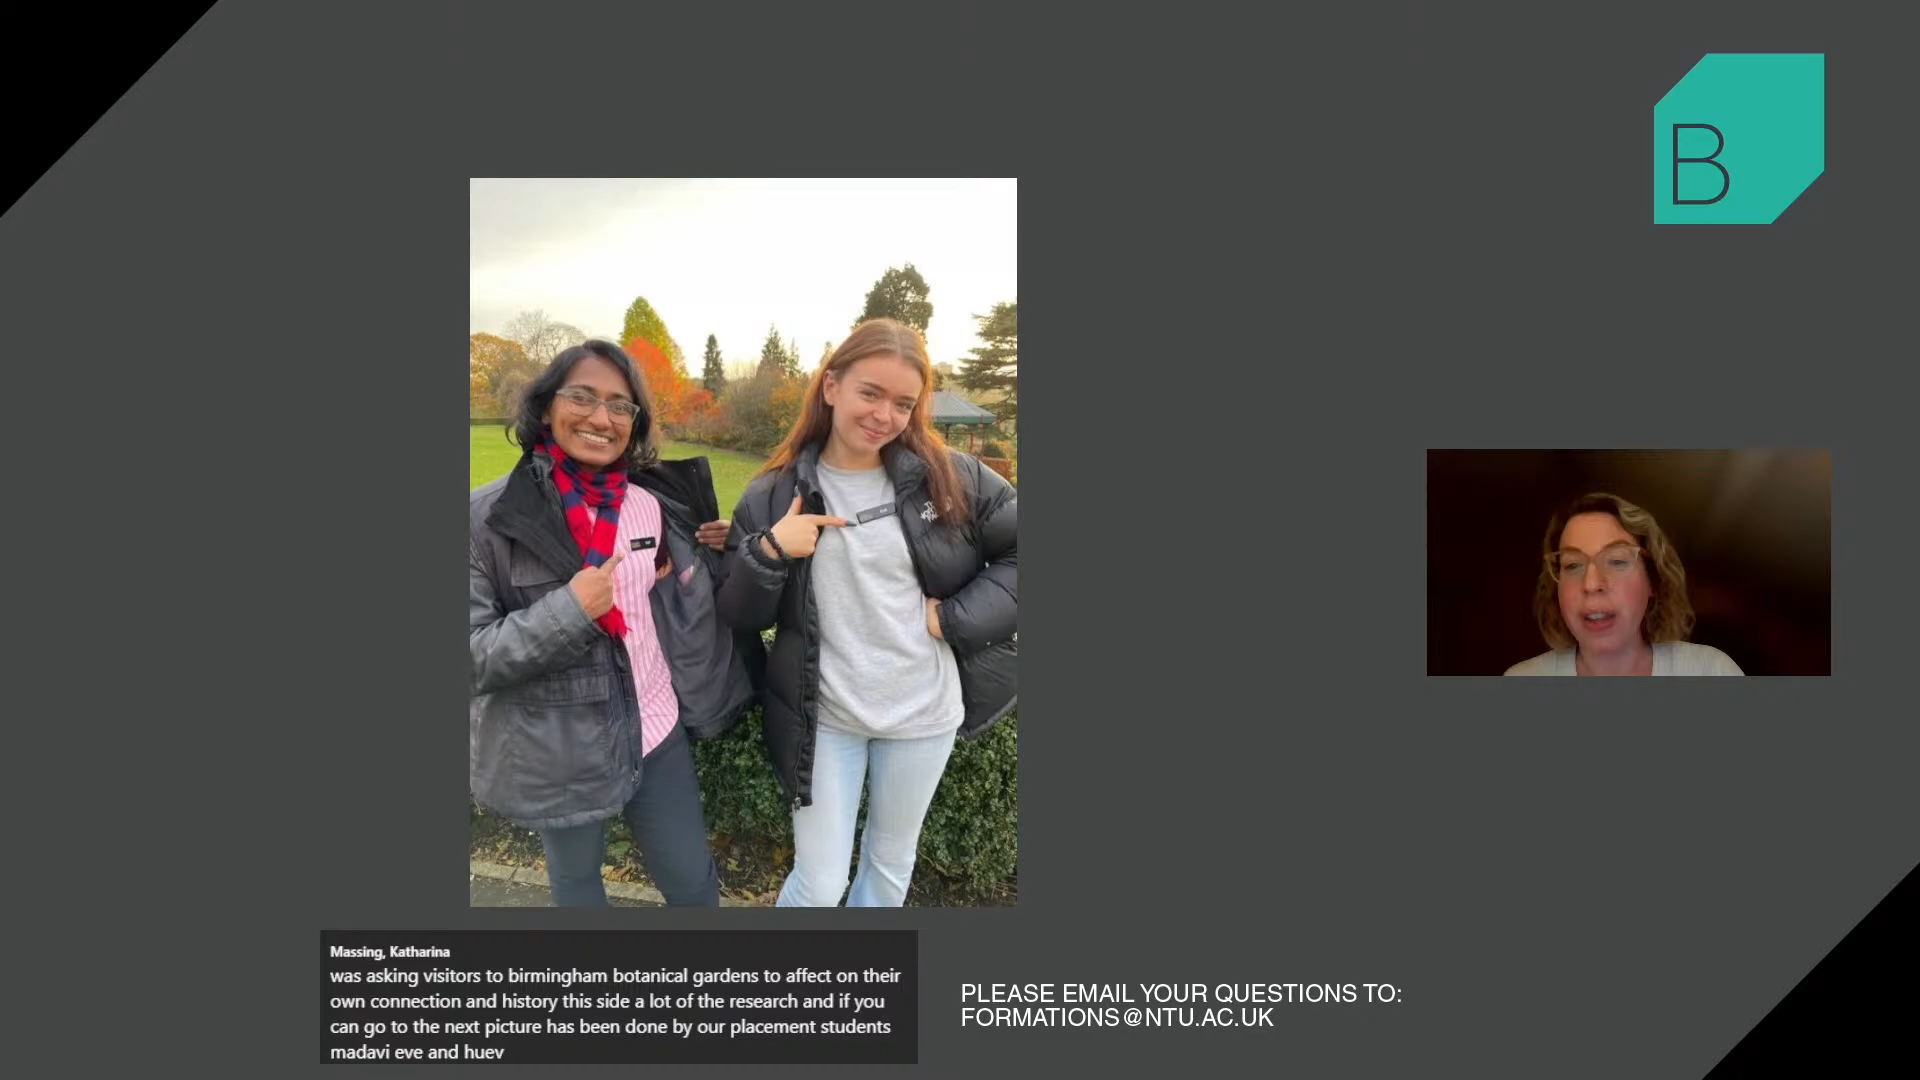 B
Massing, Katharina
was asking visitors to birmingham botanical gardens to affect on their
own connection and history this side a lot of the research and if you
can go to the next picture has been done by our placement students
madavi eve and huev
PLEASE EMAIL YOUR QUESTIONS TO:
FORMATIONS@NTU.AC.UK